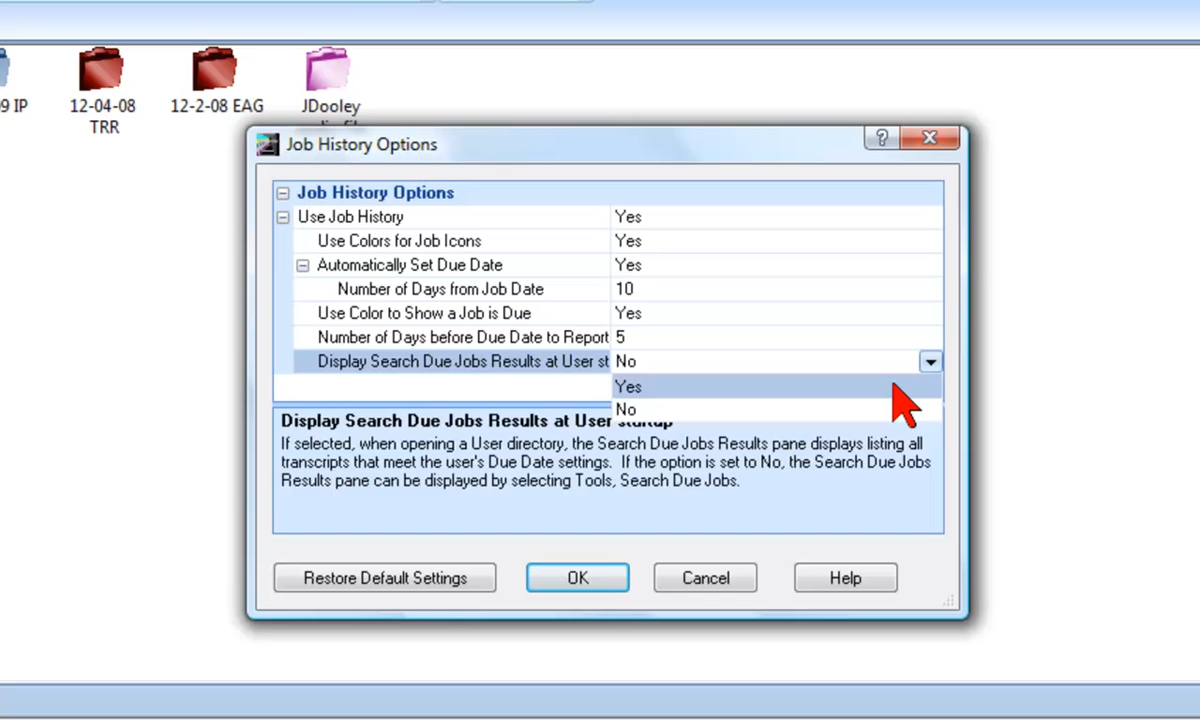 9 IP
12-04-08
TRR
12-2-08 EAG
JDooley
Job History Options
Job History Options
Use Job History Yes
Use Colors for Job Icons Yes
Automatically Set Due Date Yes
Number of Days from Job Date 10
Use Color to Show a Job is Due Yes
Number of Days before Due Date to Report 5
Display Search Due Jobs Results at User st No
Yes
No
Display Search Due Jobs Results at User startup
If selected, when opening a User directory, the Search Due Jobs Results pane displays listing all
transcripts that meet the user's Due Date settings. If the option is set to No, the Search Due Jobs
Results pane can be displayed by selecting Tools, Search Due Jobs.
Restore Default Settings OK Cancel Help